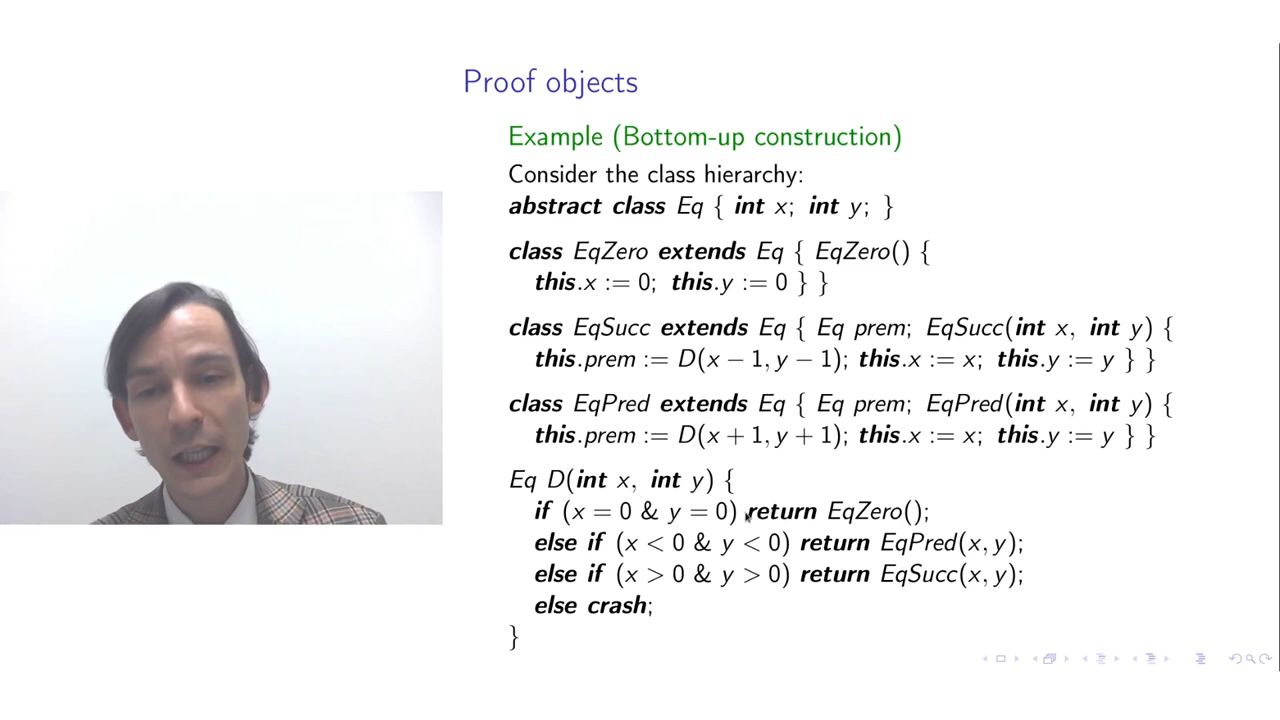 Proof objects
Example (Bottom-up construction)
Consider the class hierarchy:
abstract class Eq { int x; int y; }
class EqZero extends Eq { EqZero() {
this.x := 0; this.y := 0 } }
class EqSucc extends Eq { Eq prem; EqSucc(int x, int y) {
this.prem := D(x − 1, y − 1); this.x := x; this.y := y } }
class EqPred extends Eq { Eq prem; EqPred(int x, int y) {
this.prem := D(x + 1, y + 1); this.x := x; this.y := y } }
Eq D(int x, int y) {
if (x = 0 & y = 0) return EqZero();
else if (x < 0 & y < 0) return EqPred(x, y);
else if (x > 0 & y > 0) return EqSucc(x, y);
else crash;
}